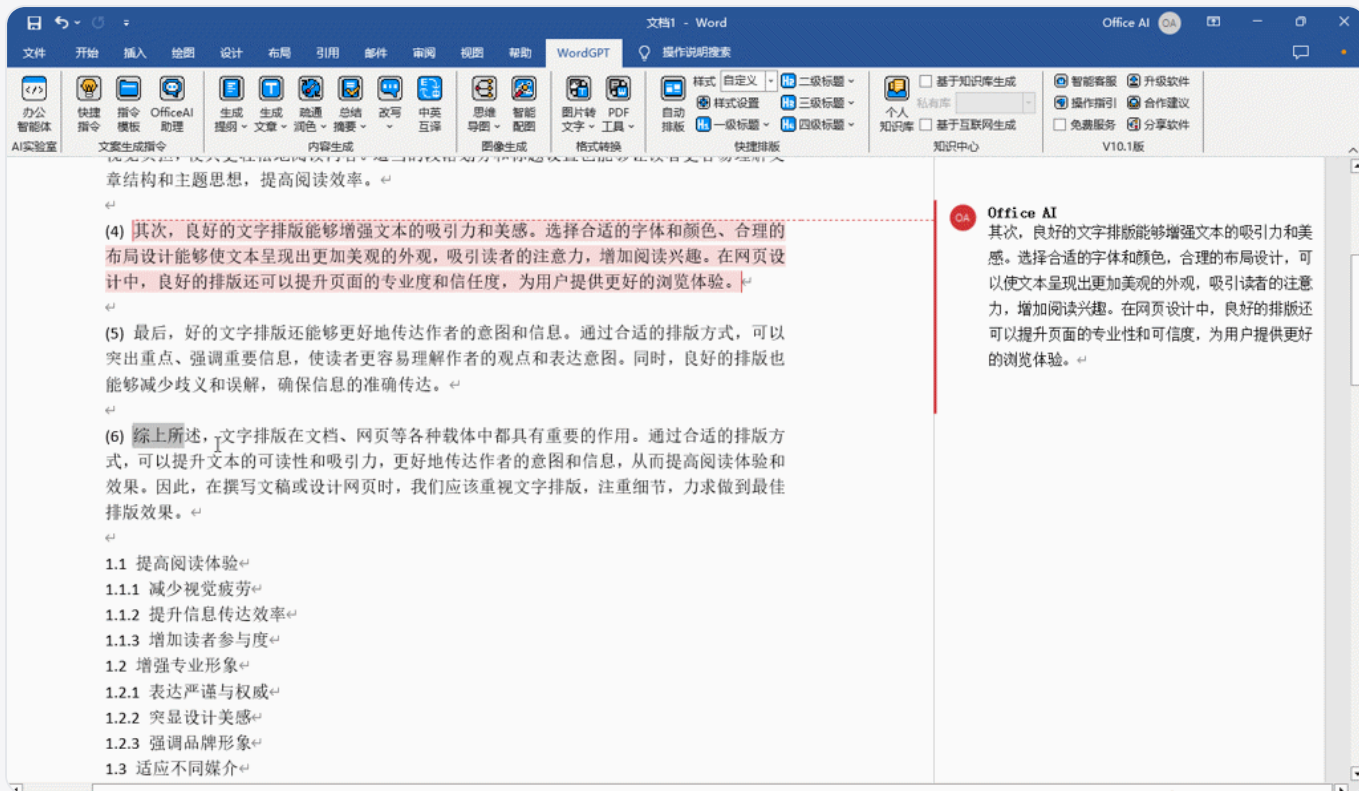 文档1 - Word
Office AI OA
文件 开始 插入 绘图 设计 布局 引用 邮件 审阅 视图 帮助 WordGPT 操作说明搜索
办公智能体
AI实验室
快捷指令 指令模板 OfficeAI助理
文案生成指令
生成提纲 生成文章 疏通润色 总结摘要 改写 中英互译
内容生成
思维导图 智能配图
图像生成
图片转文字 PDF工具
格式转换
自动排版 样式 自定义 H2 二级标题
样式设置 H3 三级标题
H1 一级标题 H4 四级标题
快捷排版
个人知识库 基于知识库生成
私有库
基于互联网生成
知识中心
智能客服 升级软件
操作指引 合作建议
免费服务 分享软件
V10.1版
章结构和主题思想，提高阅读效率。
(4) 其次，良好的文字排版能够增强文本的吸引力和美感。选择合适的字体和颜色、合理的
布局设计能够使文本呈现出更加美观的外观，吸引读者的注意力，增加阅读兴趣。在网页设
计中，良好的排版还可以提升页面的专业度和信任度，为用户提供更好的浏览体验。
(5) 最后，好的文字排版还能够更好地传达作者的意图和信息。通过合适的排版方式，可以
突出重点、强调重要信息，使读者更容易理解作者的观点和表达意图。同时，良好的排版也
能够减少歧义和误解，确保信息的准确传达。
(6) 综上所述，文字排版在文档、网页等各种载体中都具有重要的作用。通过合适的排版方
式，可以提升文本的可读性和吸引力，更好地传达作者的意图和信息，从而提高阅读体验和
效果。因此，在撰写文稿或设计网页时，我们应该重视文字排版，注重细节，力求做到最佳
排版效果。
1.1 提高阅读体验
1.1.1 减少视觉疲劳
1.1.2 提升信息传达效率
1.1.3 增加读者参与度
1.2 增强专业形象
1.2.1 表达严谨与权威
1.2.2 突显设计美感
1.2.3 强调品牌形象
1.3 适应不同媒介
OA Office AI
其次，良好的文字排版能够增强文本的吸引力和美
感。选择合适的字体和颜色，合理的布局设计，可
以使文本呈现出更加美观的外观，吸引读者的注意
力，增加阅读兴趣。在网页设计中，良好的排版还
可以提升页面的专业性和可信度，为用户提供更好
的浏览体验。